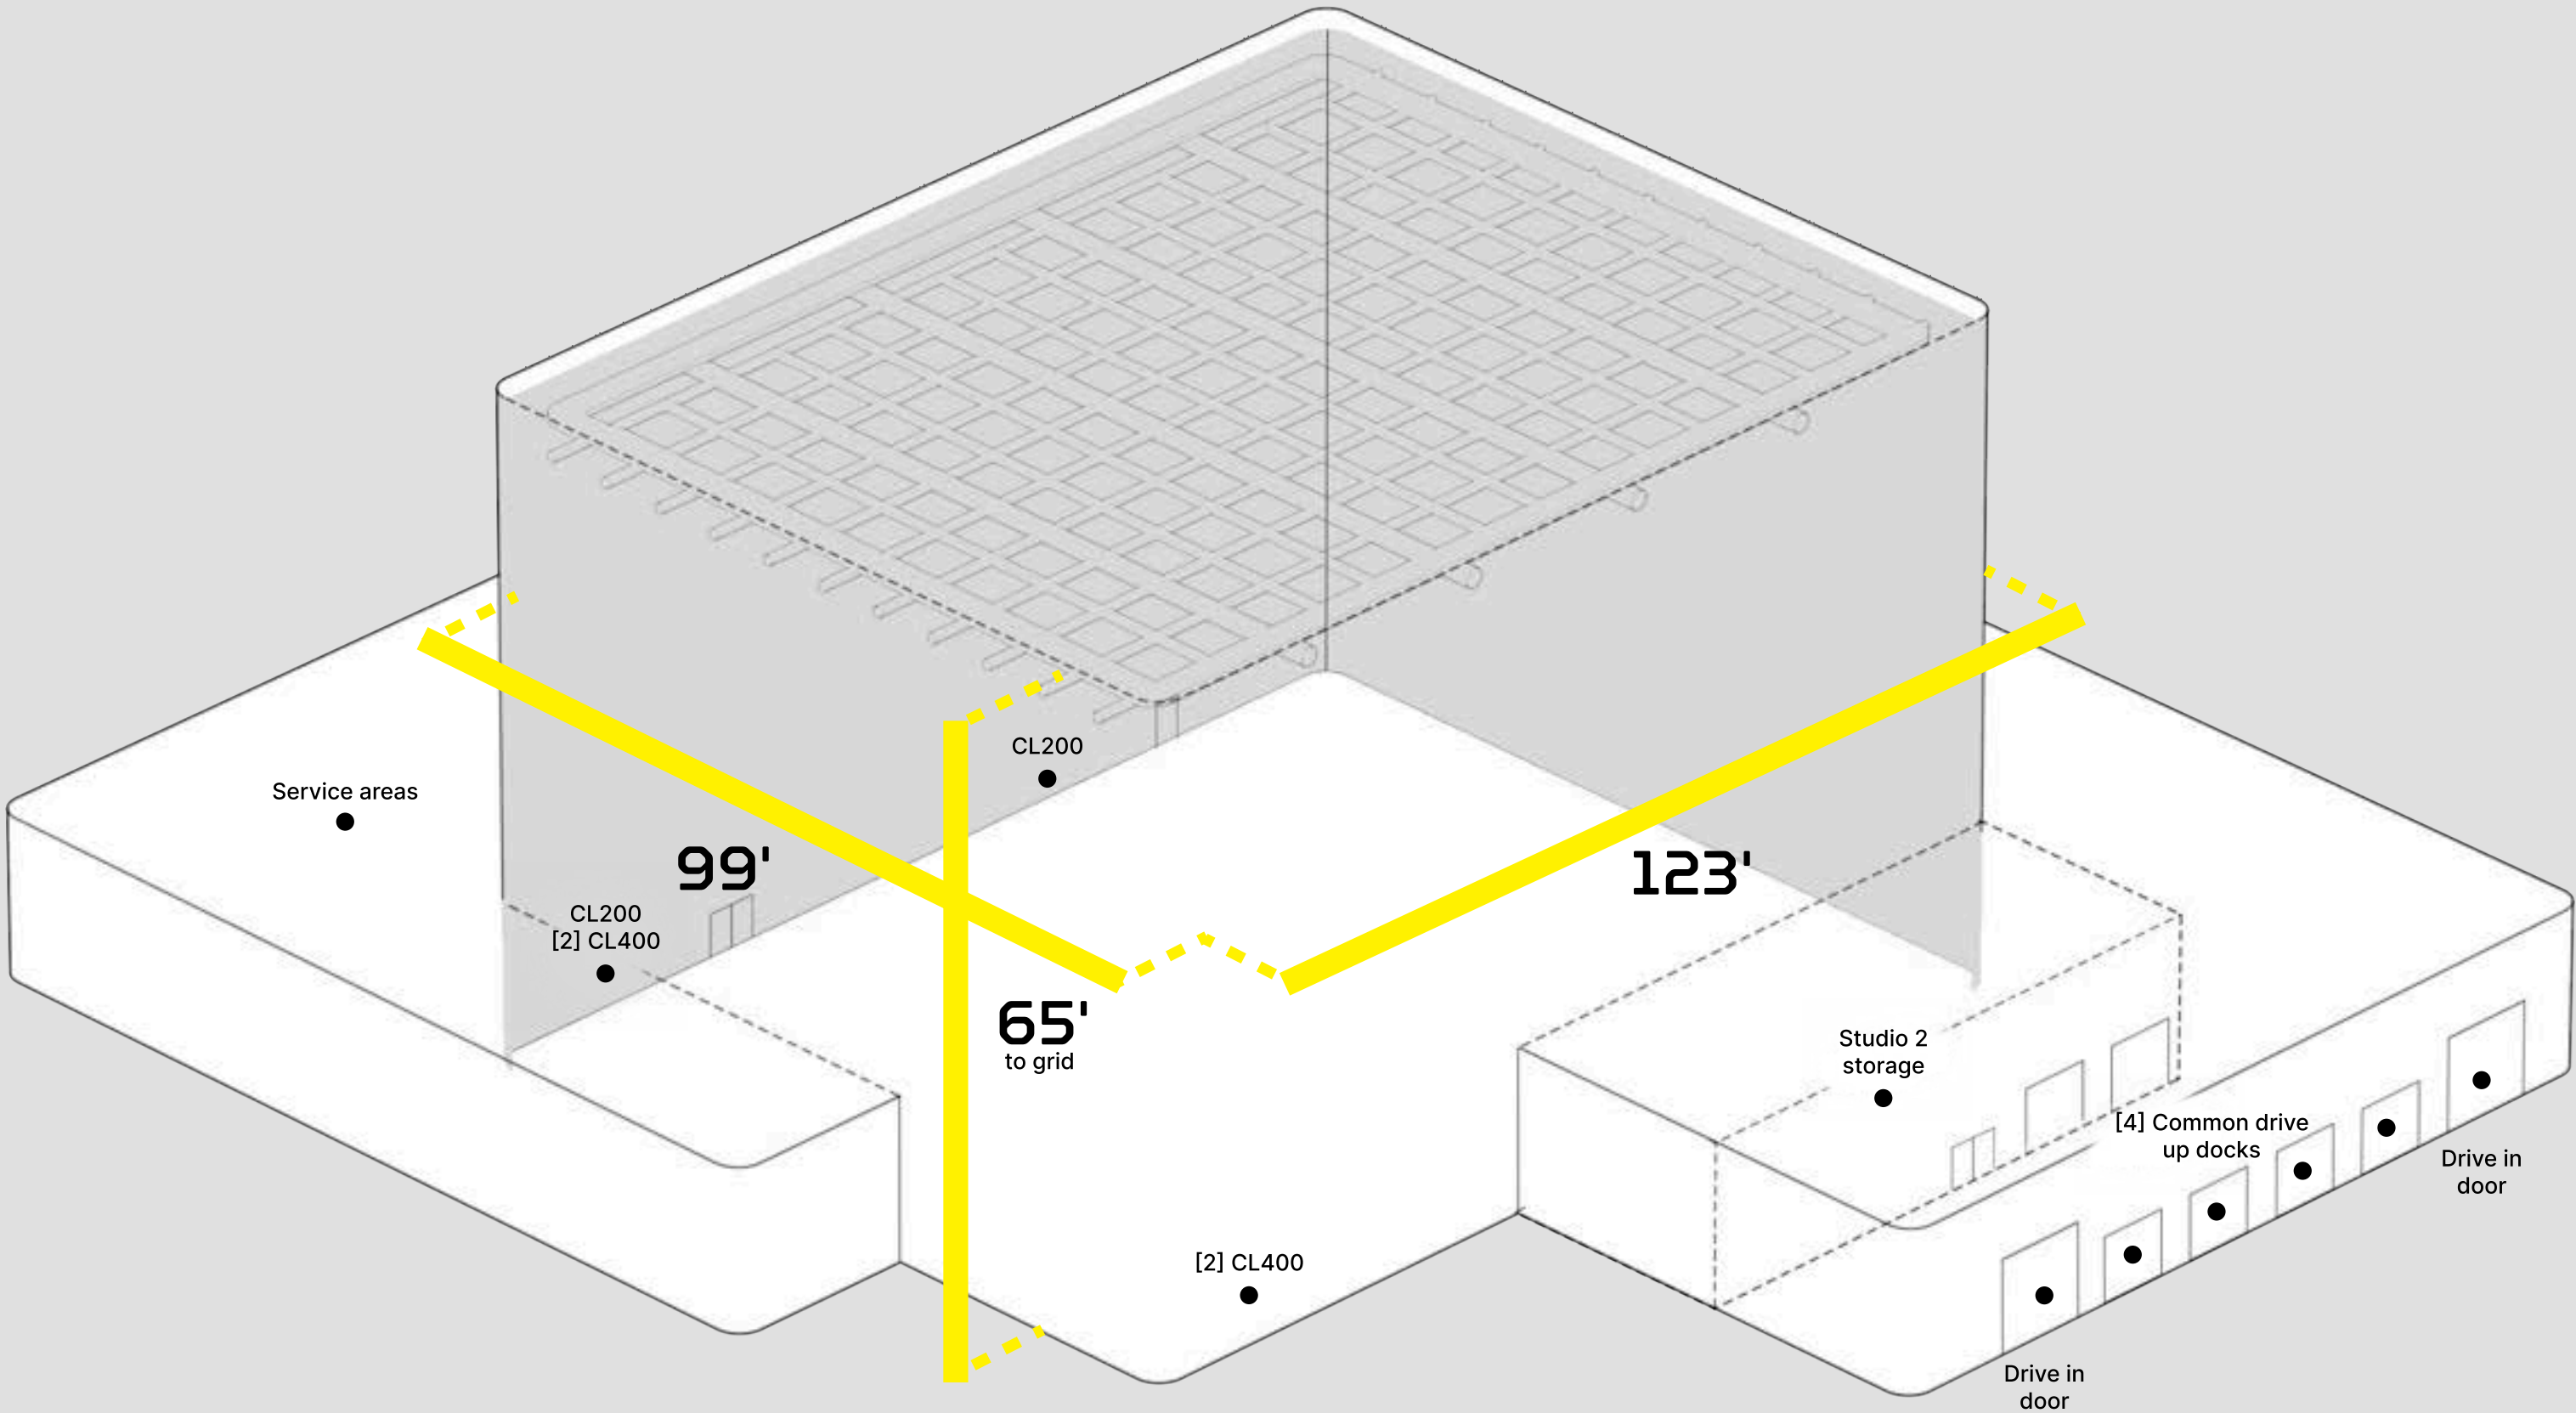 CL200
Service areas
99'
123'
CL200
[2] CL400
65'
to grid
Studio 2
storage
[4] Common drive
up docks
Drive in
door
[2] CL400
Drive in
door